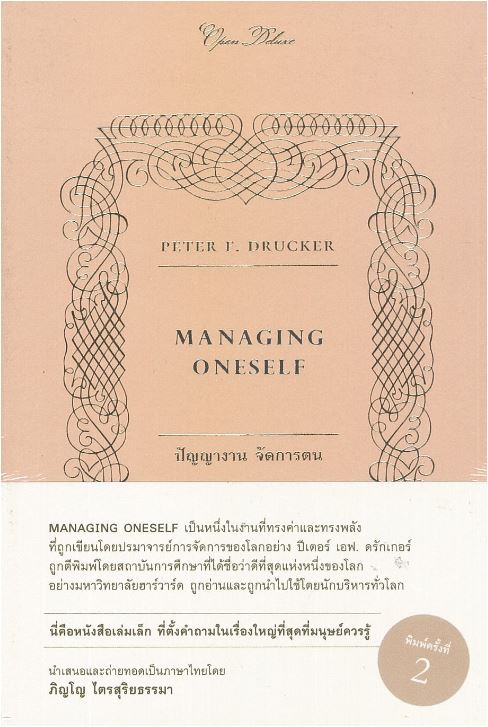 Open Deluxe
PETER F. DRUCKER
MANAGING
ONESELF
ปัญญางาน จัดการตน
MANAGING ONESELF เป็นหนึ่งในงานที่ทรงค่าและทรงพลัง
ที่ถูกเขียนโดยปรมาจารย์การจัดการของโลกอย่าง ปีเตอร์ เอฟ. ดรักเกอร์
ถูกตีพิมพ์โดยสถาบันการศึกษาที่ได้ชื่อว่าดีที่สุดแห่งหนึ่งของโลก
อย่างมหาวิทยาลัยฮาร์วาร์ด ถูกอ่านและถูกนำไปใช้โดยนักบริหารทั่วโลก
นี่คือหนังสือเล่มเล็ก ที่ตั้งคำถามในเรื่องใหญ่ที่สุดที่มนุษย์ควรรู้
นำเสนอและถ่ายทอดเป็นภาษาไทยโดย
ภิญโญ ไตรสุริยธรรมา
พิมพ์ครั้งที่
2